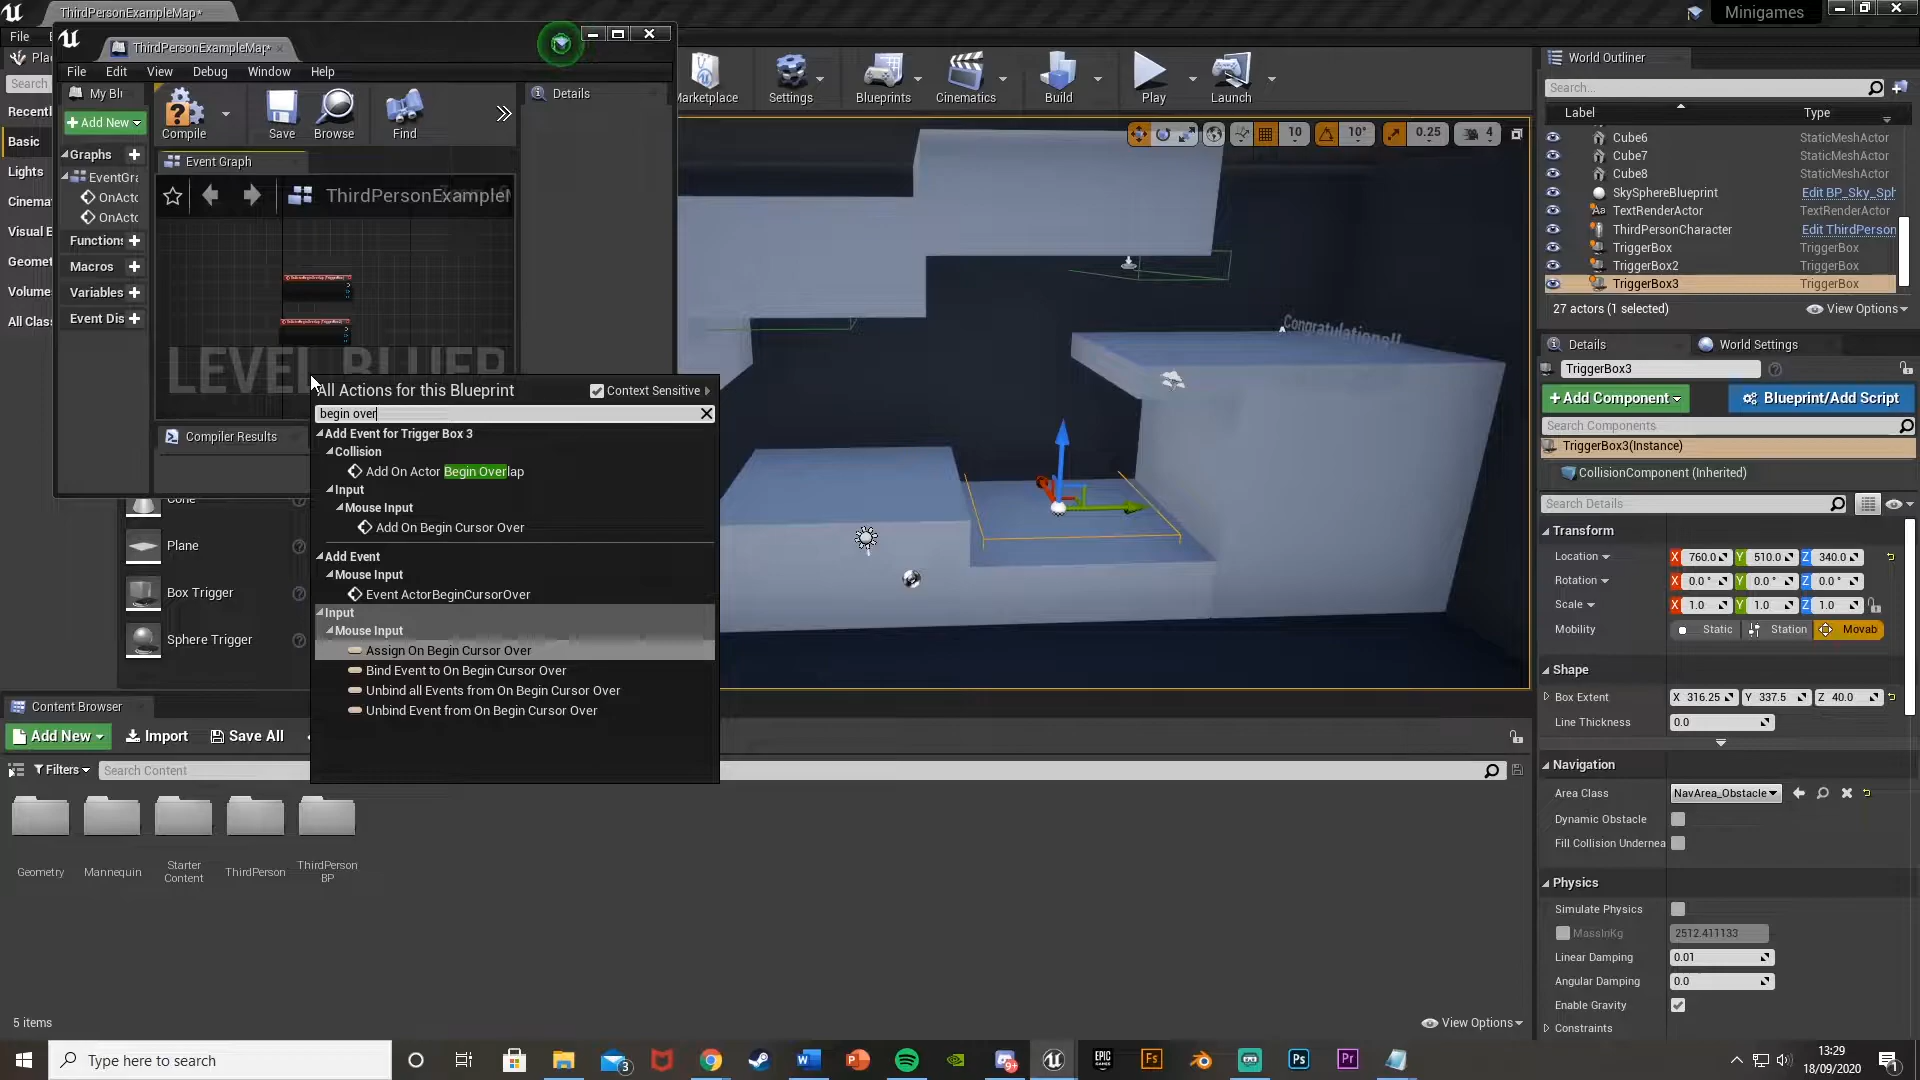 ThirdPersonExampleMap*
Minigames
File
ThirdPersonExampleMap*
File Edit View Debug Window Help
My Blu
Add New
Compile
Save
Browse
Find
Details
Event Graph
Graphs
EventGra
OnActo
OnActo
Functions
Macros
Variables
Event Dis
ThirdPersonExampleM
Compiler Results
Search
Recent
Basic
Lights
Cinema
Visual E
Geomet
Volume
All Class
Plane
Box Trigger
Sphere Trigger
Marketplace
Settings
Blueprints
Cinematics
Build
Play
Launch
10
10°
0.25
4
Congratulations!!
All Actions for this Blueprint
Context Sensitive
begin over
Add Event for Trigger Box 3
Collision
Add On Actor Begin Overlap
Input
Mouse Input
Add On Begin Cursor Over
Add Event
Mouse Input
Event ActorBeginCursorOver
Input
Mouse Input
Assign On Begin Cursor Over
Bind Event to On Begin Cursor Over
Unbind all Events from On Begin Cursor Over
Unbind Event from On Begin Cursor Over
World Outliner
Search...
Label Type
Cube6 StaticMeshActor
Cube7 StaticMeshActor
Cube8 StaticMeshActor
SkySphereBlueprint Edit BP_Sky_Sph
TextRenderActor TextRenderActor
ThirdPersonCharacter Edit ThirdPerson
TriggerBox TriggerBox
TriggerBox2 TriggerBox
TriggerBox3 TriggerBox
27 actors (1 selected)
View Options
Details
World Settings
TriggerBox3
Add Component
Blueprint/Add Script
Search Components
TriggerBox3(Instance)
CollisionComponent (Inherited)
Search Details
Transform
Location X 760.0 Y 510.0 Z 340.0
Rotation X 0.0 ° Y 0.0 ° Z 0.0 °
Scale X 1.0 Y 1.0 Z 1.0
Mobility Static Station Movab
Shape
Box Extent X 316.25 Y 337.5 Z 40.0
Line Thickness 0.0
Navigation
Area Class NavArea_Obstacle
Dynamic Obstacle
Fill Collision Undernea
Physics
Simulate Physics
MassInKg 2512.411133
Linear Damping 0.01
Angular Damping 0.0
Enable Gravity
Constraints
Content Browser
Add New
Import
Save All
Filters
Search Content
Geometry
Mannequin
Starter Content
ThirdPerson
ThirdPerson BP
5 items
View Options
Type here to search
13:29
18/09/2020